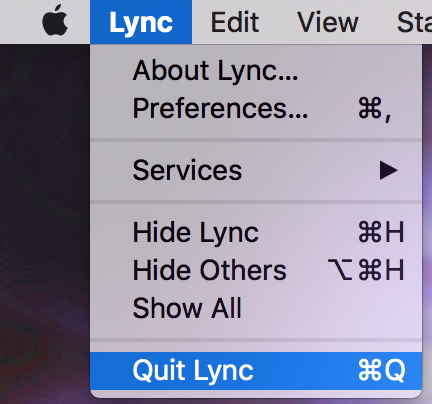 Lync Edit View
About Lync...
Preferences... ⌘,
Services ▶
Hide Lync ⌘H
Hide Others ⌥⌘H
Show All
Quit Lync ⌘Q